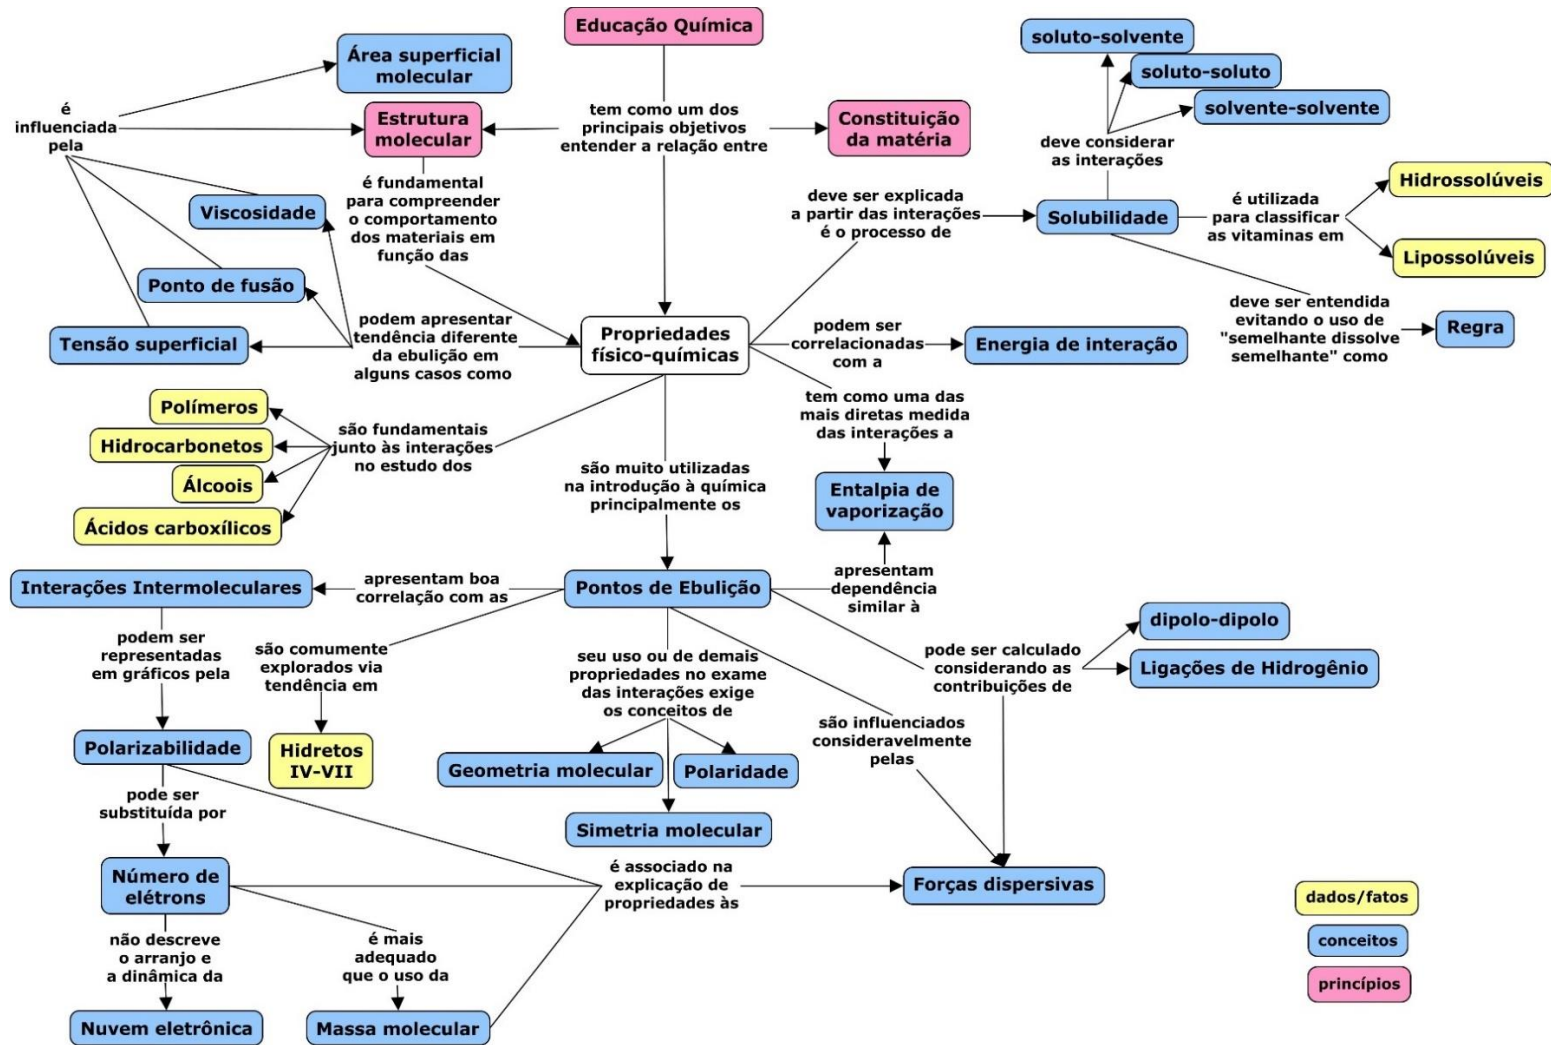 Educação Química
soluto-solvente
soluto-soluto
solvente-solvente
Área superficial
molecular
é
influenciada
pela
Estrutura
molecular
tem como um dos
principais objetivos
entender a relação entre
Constituição
da matéria
deve considerar
as interações
é fundamental
para compreender
o comportamento
dos materiais em
função das
Viscosidade
deve ser explicada
a partir das interações
é o processo de
Solubilidade
é utilizada
para classificar
as vitaminas em
Hidrossolúveis
Lipossolúveis
Ponto de fusão
Tensão superficial
podem apresentar
tendência diferente
da ebulição em
alguns casos como
Propriedades
físico-químicas
podem ser
correlacionadas
com a
Energia de interação
deve ser entendida
evitando o uso de
"semelhante dissolve
semelhante" como
Regra
Polímeros
Hidrocarbonetos
Álcoois
Ácidos carboxílicos
são fundamentais
junto às interações
no estudo dos
tem como uma das
mais diretas medida
das interações a
são muito utilizadas
na introdução à química
principalmente os
Entalpia de
vaporização
Interações Intermoleculares
apresentam boa
correlação com as
Pontos de Ebulição
apresentam
dependência
similar à
podem ser
representadas
em gráficos pela
são comumente
explorados via
tendência em
seu uso ou de demais
propriedades no exame
das interações exige
os conceitos de
pode ser calculado
considerando as
contribuições de
dipolo-dipolo
Ligações de Hidrogênio
Polarizabilidade
Hidretos
IV-VII
Geometria molecular
Polaridade
Simetria molecular
são influenciados
consideravelmente
pelas
pode ser
substituída por
Número de
elétrons
é associado na
explicação de
propriedades às
Forças dispersivas
não descreve
o arranjo e
a dinâmica da
é mais
adequado
que o uso da
Nuvem eletrônica
Massa molecular
dados/fatos
conceitos
princípios